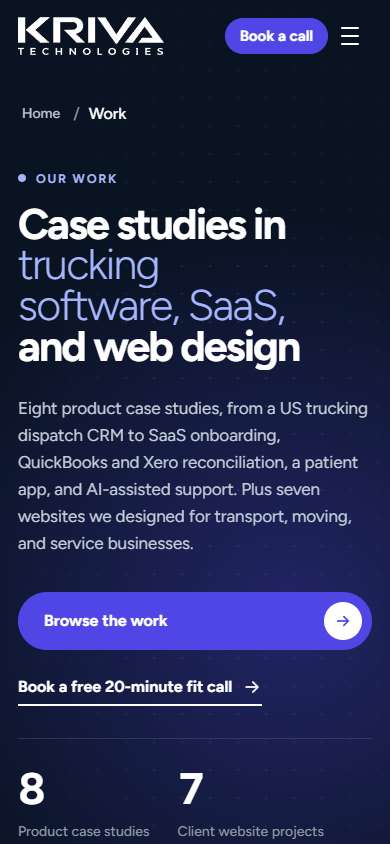 KRIVA
TECHNOLOGIES
Book a call
Home / Work
OUR WORK
Case studies in
trucking
software, SaaS,
and web design
Eight product case studies, from a US trucking
dispatch CRM to SaaS onboarding,
QuickBooks and Xero reconciliation, a patient
app, and AI-assisted support. Plus seven
websites we designed for transport, moving,
and service businesses.
Browse the work
Book a free 20-minute fit call
8 7
Product case studies Client website projects